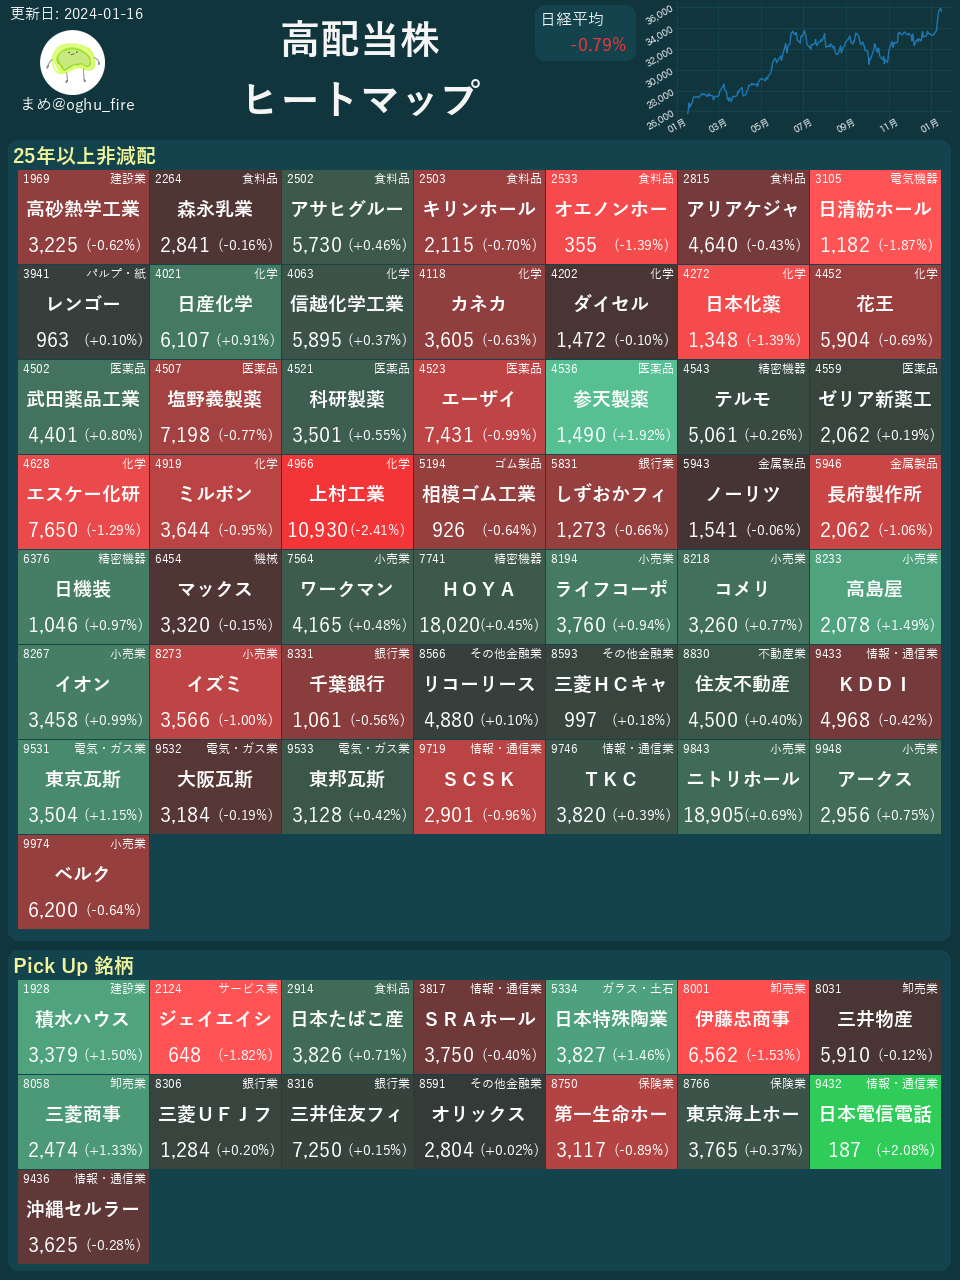 更新日: 2024-01-16
まめ@oghu_fire
高配当株
ヒートマップ
日経平均
-0.79%
36,000
34,000
32,000
30,000
28,000
26,000
01月 03月 05月 07月 09月 11月 01月
25年以上非減配
1969 建設業
高砂熱学工業
3,225 (-0.62%)
2264 食料品
森永乳業
2,841 (-0.16%)
2502 食料品
アサヒグルー
5,730 (+0.46%)
2503 食料品
キリンホール
2,115 (-0.70%)
2533 食料品
オエノンホー
355 (-1.39%)
2815 食料品
アリアケジャ
4,640 (-0.43%)
3105 電気機器
日清紡ホール
1,182 (-1.87%)
3941 パルプ・紙
レンゴー
963 (+0.10%)
4021 化学
日産化学
6,107 (+0.91%)
4063 化学
信越化学工業
5,895 (+0.37%)
4118 化学
カネカ
3,605 (-0.63%)
4202 化学
ダイセル
1,472 (-0.10%)
4272 化学
日本化薬
1,348 (-1.39%)
4452 化学
花王
5,904 (-0.69%)
4502 医薬品
武田薬品工業
4,401 (+0.80%)
4507 医薬品
塩野義製薬
7,198 (-0.77%)
4521 医薬品
科研製薬
3,501 (+0.55%)
4523 医薬品
エーザイ
7,431 (-0.99%)
4536 医薬品
参天製薬
1,490 (+1.92%)
4543 精密機器
テルモ
5,061 (+0.26%)
4559 医薬品
ゼリア新薬工
2,062 (+0.19%)
4628 化学
エスケー化研
7,650 (-1.29%)
4919 化学
ミルボン
3,644 (-0.95%)
4966 化学
上村工業
10,930 (-2.41%)
5194 ゴム製品
相模ゴム工業
926 (-0.64%)
5831 銀行業
しずおかフィ
1,273 (-0.66%)
5943 金属製品
ノーリツ
1,541 (-0.06%)
5946 金属製品
長府製作所
2,062 (-1.06%)
6376 精密機器
日機装
1,046 (+0.97%)
6454 機械
マックス
3,320 (-0.15%)
7564 小売業
ワークマン
4,165 (+0.48%)
7741 精密機器
ＨＯＹＡ
18,020 (+0.45%)
8194 小売業
ライフコーポ
3,760 (+0.94%)
8218 小売業
コメリ
3,260 (+0.77%)
8233 小売業
高島屋
2,078 (+1.49%)
8267 小売業
イオン
3,458 (+0.99%)
8273 小売業
イズミ
3,566 (-1.00%)
8331 銀行業
千葉銀行
1,061 (-0.56%)
8566 その他金融業
リコーリース
4,880 (+0.10%)
8593 その他金融業
三菱ＨＣキャ
997 (+0.18%)
8830 不動産業
住友不動産
4,500 (+0.40%)
9433 情報・通信業
ＫＤＤＩ
4,968 (-0.42%)
9531 電気・ガス業
東京瓦斯
3,504 (+1.15%)
9532 電気・ガス業
大阪瓦斯
3,184 (-0.19%)
9533 電気・ガス業
東邦瓦斯
3,128 (+0.42%)
9719 情報・通信業
ＳＣＳＫ
2,901 (-0.96%)
9746 情報・通信業
ＴＫＣ
3,820 (+0.39%)
9843 小売業
ニトリホール
18,905 (+0.69%)
9948 小売業
アークス
2,956 (+0.75%)
9974 小売業
ベルク
6,200 (-0.64%)
Pick Up 銘柄
1928 建設業
積水ハウス
3,379 (+1.50%)
2124 サービス業
ジェイエイシ
648 (-1.82%)
2914 食料品
日本たばこ産
3,826 (+0.71%)
3817 情報・通信業
ＳＲＡホール
3,750 (-0.40%)
5334 ガラス・土石
日本特殊陶業
3,827 (+1.46%)
8001 卸売業
伊藤忠商事
6,562 (-1.53%)
8031 卸売業
三井物産
5,910 (-0.12%)
8058 卸売業
三菱商事
2,474 (+1.33%)
8306 銀行業
三菱ＵＦＪフ
1,284 (+0.20%)
8316 銀行業
三井住友フィ
7,250 (+0.15%)
8591 その他金融業
オリックス
2,804 (+0.02%)
8750 保険業
第一生命ホー
3,117 (-0.89%)
8766 保険業
東京海上ホー
3,765 (+0.37%)
9432 情報・通信業
日本電信電話
187 (+2.08%)
9436 情報・通信業
沖縄セルラー
3,625 (-0.28%)